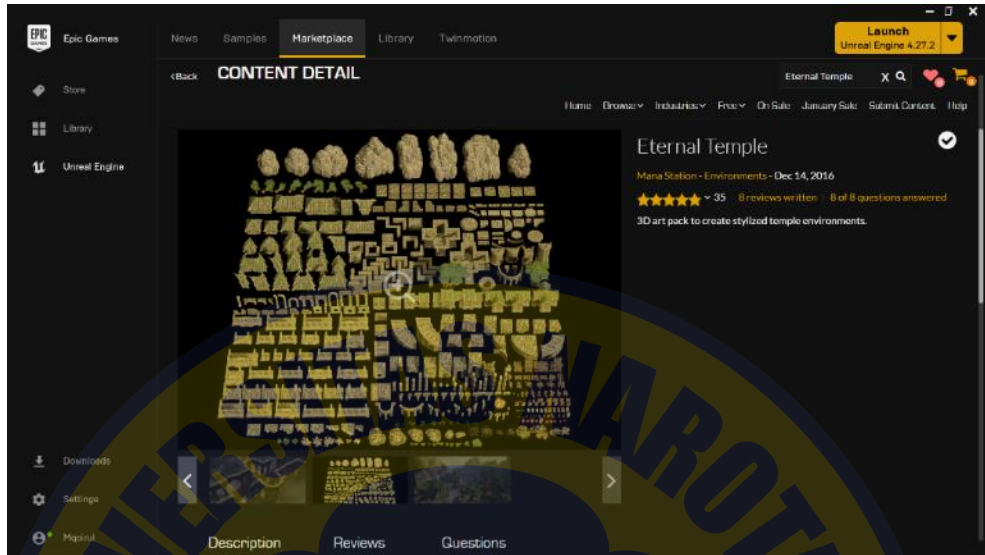 EPIC
GAMES
Epic Games
News Samples Marketplace Library Twinmotion
Launch
Unreal Engine 4.27.2
<Back CONTENT DETAIL
Eternal Temple X
0 0
Home Browse Industries Free On Sale January Sale Submit Content Help
Store
Library
Unreal Engine
Eternal Temple
Mana Station - Environments - Dec 14, 2016
35 8 reviews written 8 of 8 questions answered
3D art pack to create stylized temple environments.
Downloads
Settings
Description Reviews Questions